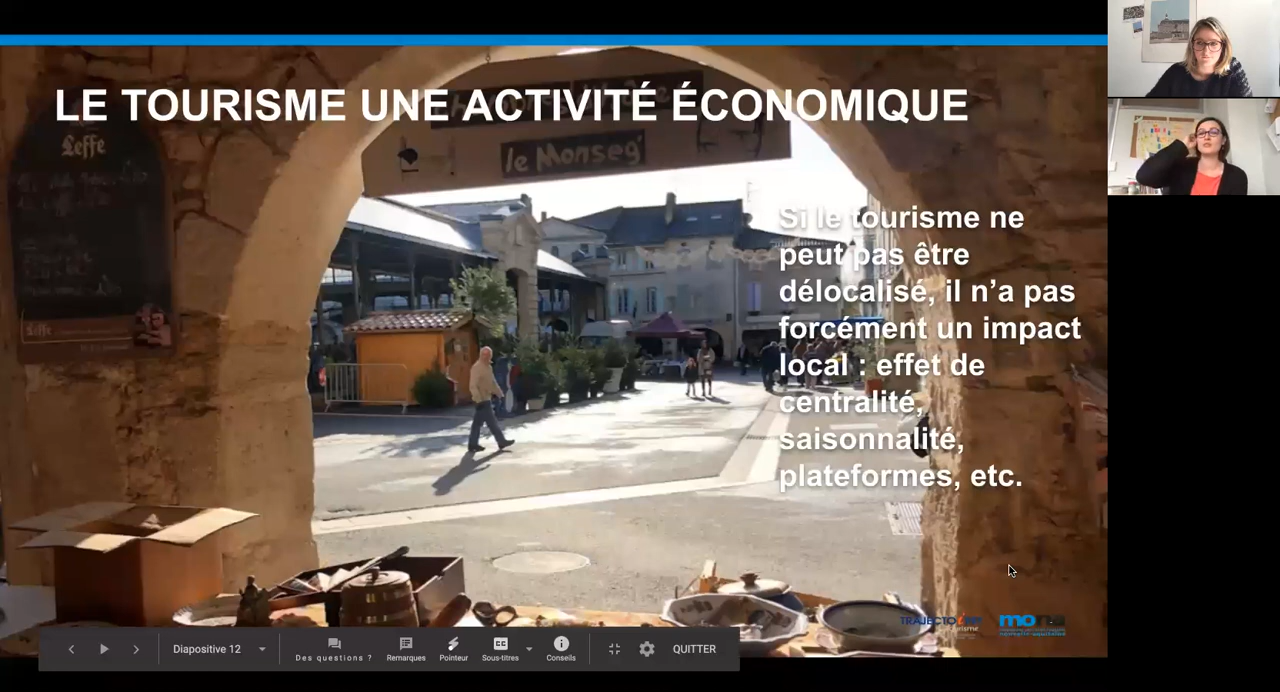 LE TOURISME UNE ACTIVITÉ ÉCONOMIQUE
Leffe
le Monseg'
Si le tourisme ne
peut pas être
délocalisé, il n'a pas
forcément un impact
local : effet de
centralité,
saisonnalité,
plateformes, etc.
Leffe
mo
Diapositive 12
Des questions ?
Remarques
Pointeur
Sous-titres
Conseils
QUITTER